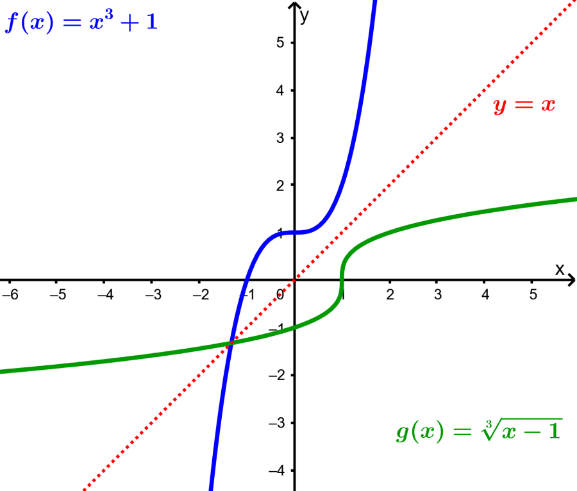 f(x) = x³ + 1
y
5
4
y = x
3
2
1
x
–6 –5 –4 –3 –2 –1 0 1 2 3 4 5
–1
–2
–3
g(x) = ∛(x − 1)
–4